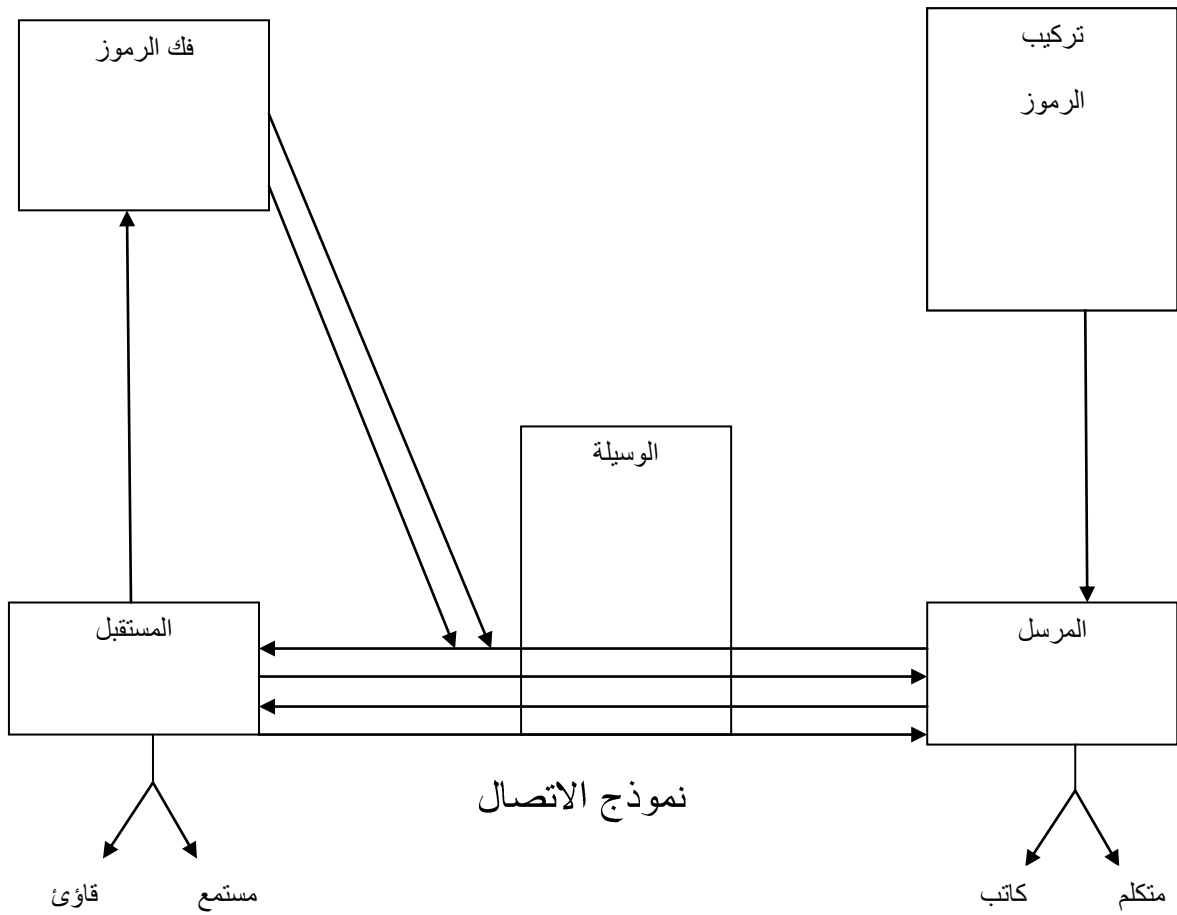 تركيب
الرموز
فك الرموز
الوسيلة
المرسل
المستقبل
نموذج الاتصال
متكلم
كاتب
مستمع
قاؤئ